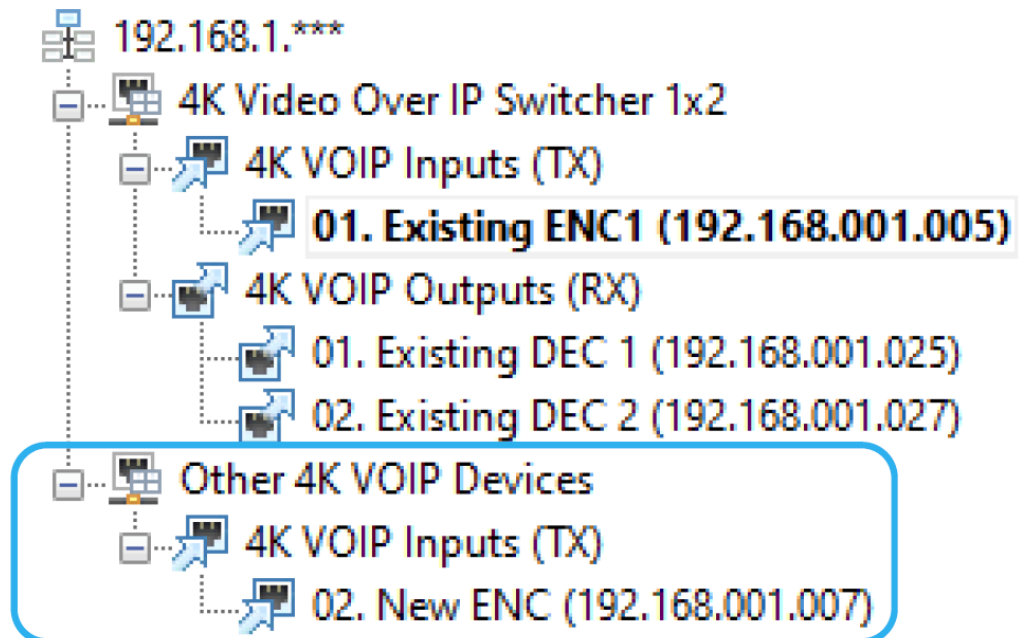 192.168.1.***
4K Video Over IP Switcher 1x2
4K VOIP Inputs (TX)
01. Existing ENC1 (192.168.001.005)
4K VOIP Outputs (RX)
01. Existing DEC 1 (192.168.001.025)
02. Existing DEC 2 (192.168.001.027)
Other 4K VOIP Devices
4K VOIP Inputs (TX)
02. New ENC (192.168.001.007)